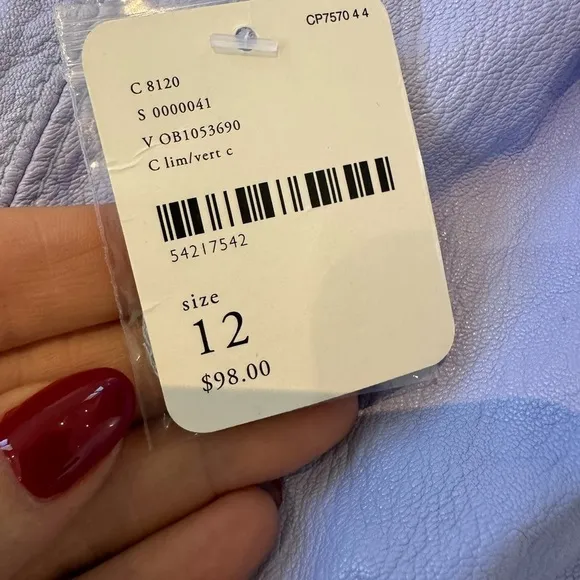 CP7570 4 4
C 8120
S 0000041
V OB1053690
C lim/vert c
54217542
size
12
$98.00